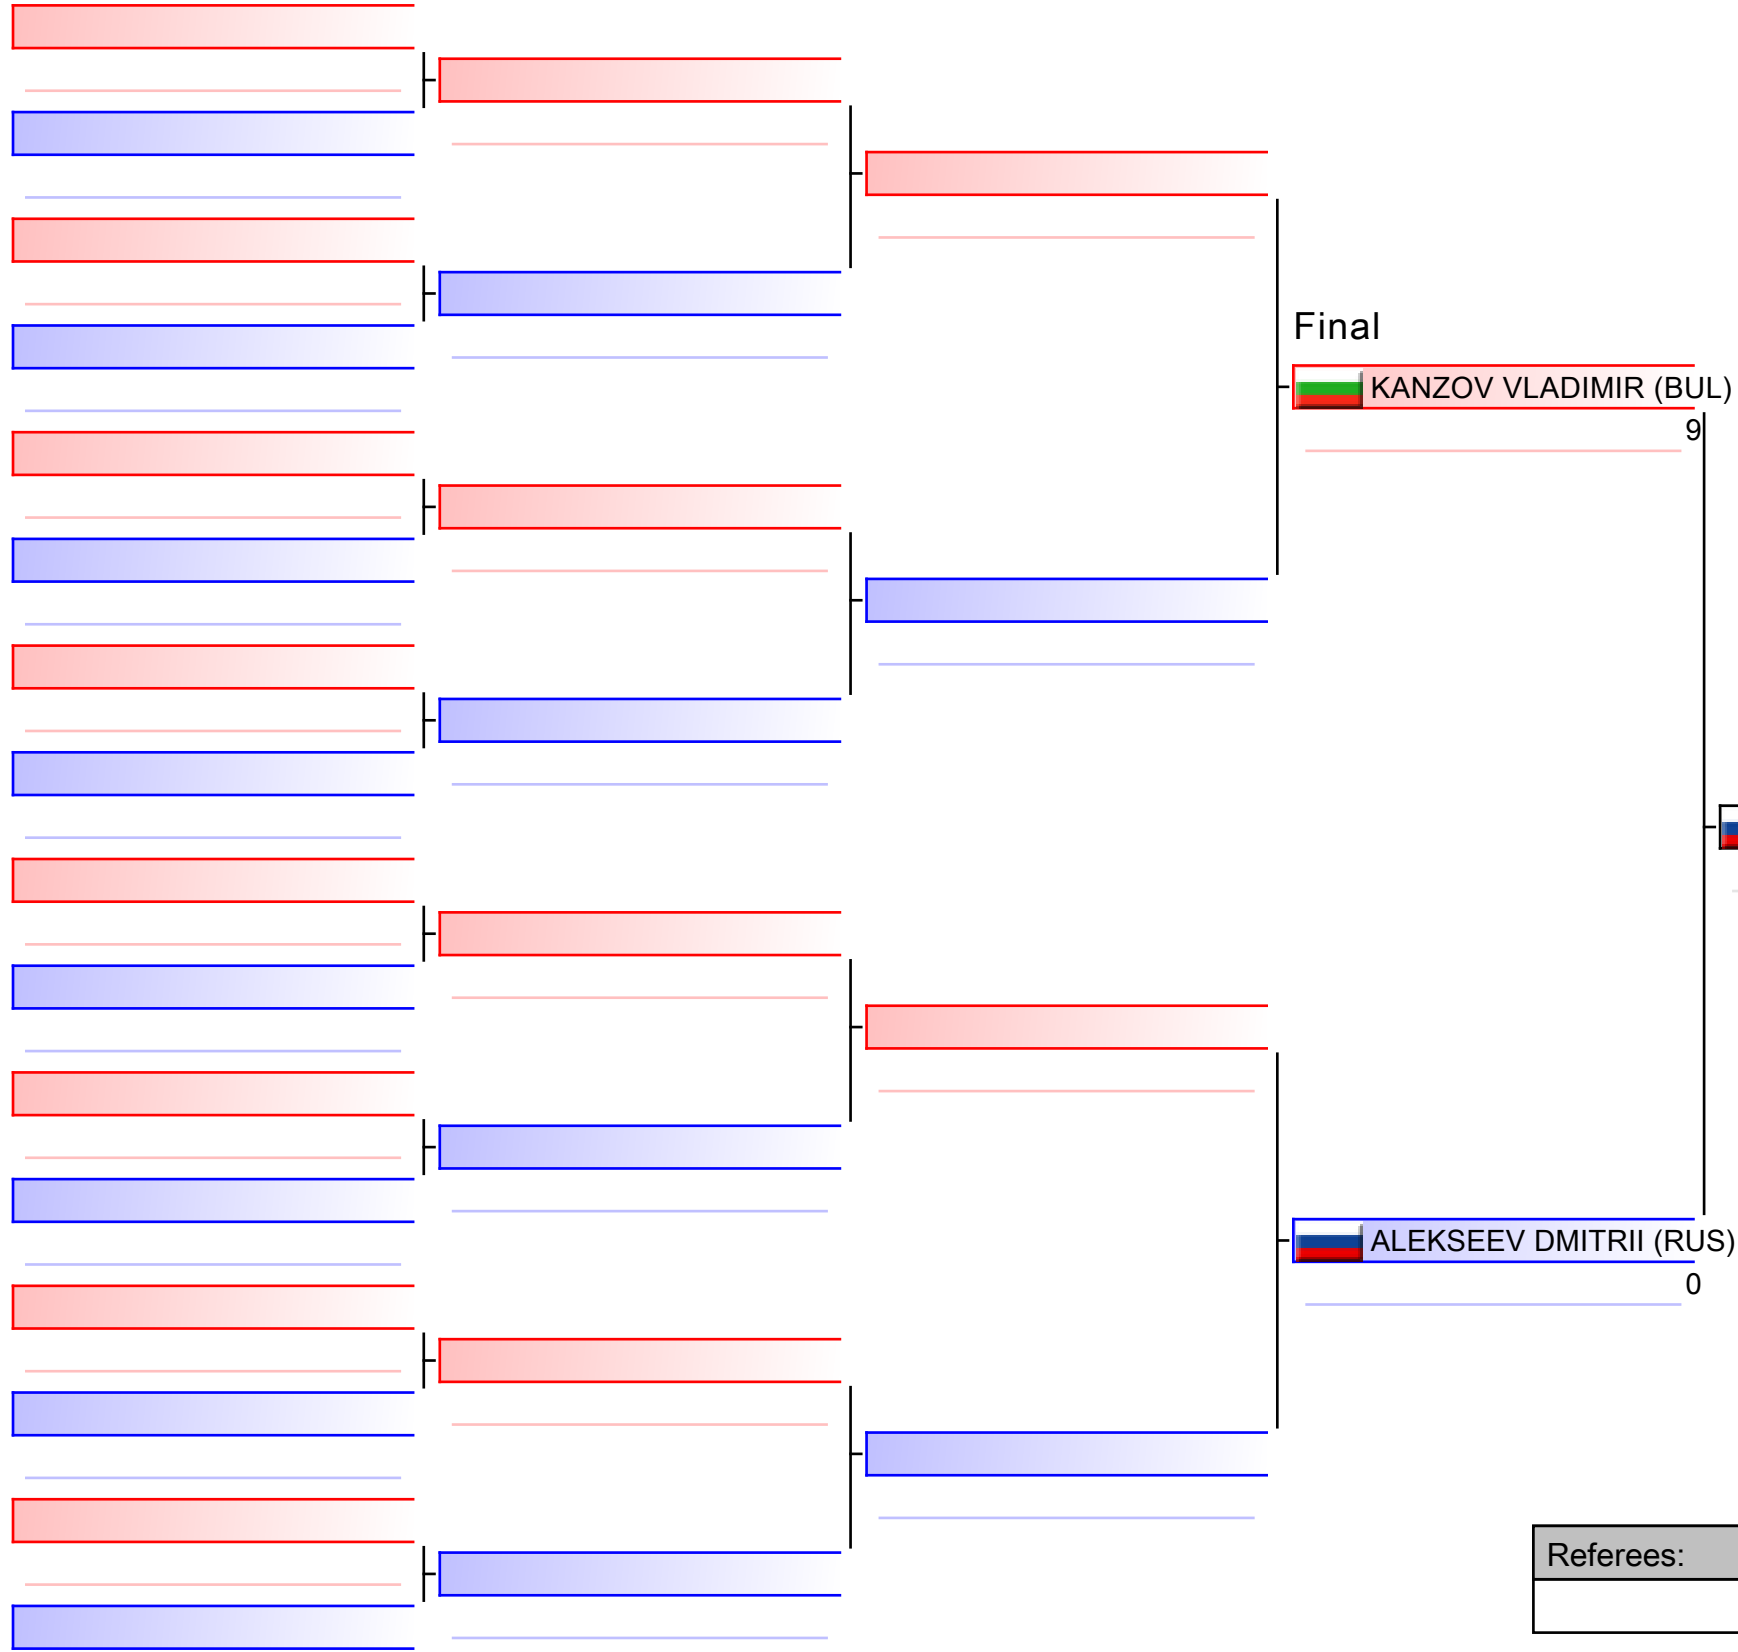 Final
KANZOV VLADIMIR (BUL)
9
ALEKSEEV DMITRII (RUS)
0
Referees: